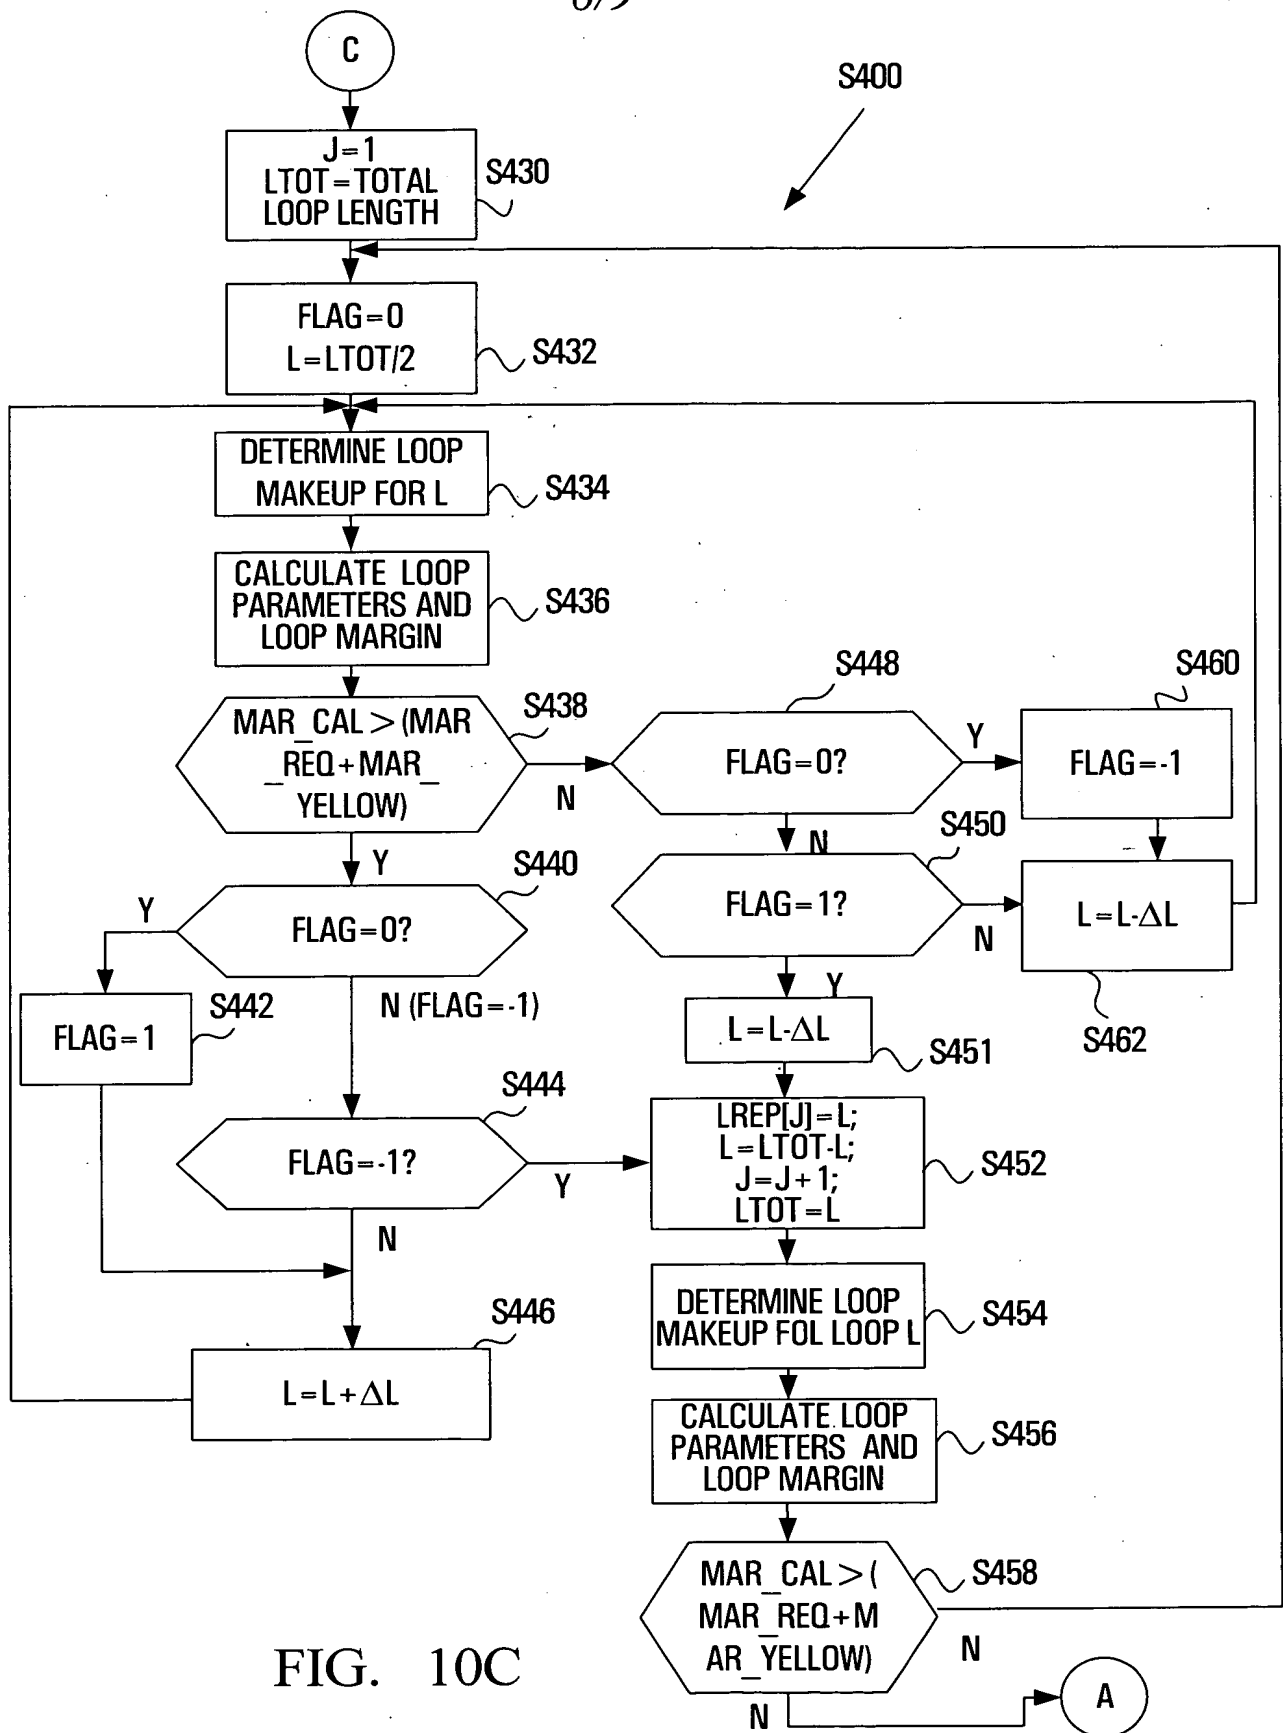 6/9
C
S400
J=1
LTOT=TOTAL
LOOP LENGTH
S430
FLAG=0
L=LTOT/2
S432
DETERMINE LOOP
MAKEUP FOR L
S434
CALCULATE LOOP
PARAMETERS AND
LOOP MARGIN
S436
MAR_CAL>(MAR
_REQ+MAR_
YELLOW)
S438
N
Y
FLAG=0?
S448
Y
N
FLAG=-1
S460
FLAG=1?
S450
N
Y
L=L-ΔL
S462
FLAG=0?
S440
Y
N (FLAG=-1)
FLAG=1
S442
L=L-ΔL
S451
FLAG=-1?
S444
Y
N
LREP[J]=L;
L=LTOT-L;
J=J+1;
LTOT=L
S452
L=L+ΔL
S446
DETERMINE LOOP
MAKEUP FOL LOOP L
S454
CALCULATE LOOP
PARAMETERS AND
LOOP MARGIN
S456
MAR_CAL>(
MAR_REQ+M
AR_YELLOW)
S458
N
N
A
FIG. 10C